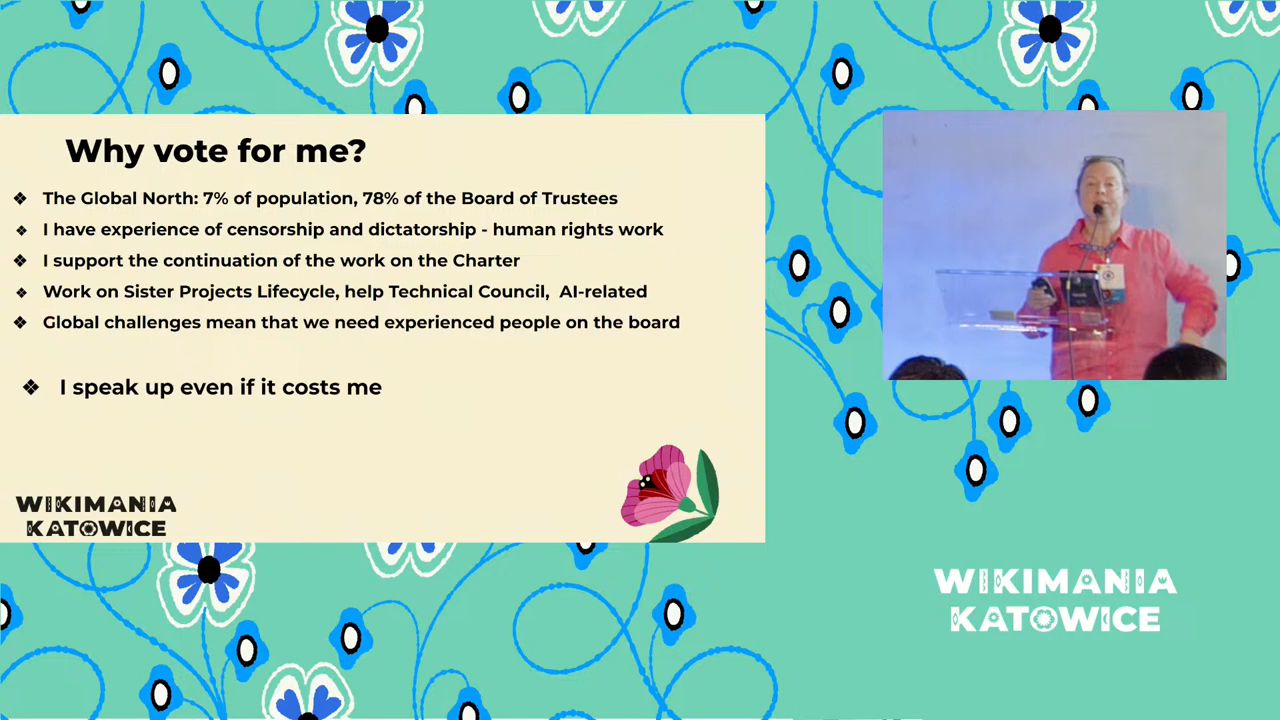 Why vote for me?
❖ The Global North: 7% of population, 78% of the Board of Trustees
❖ I have experience of censorship and dictatorship - human rights work
❖ I support the continuation of the work on the Charter
❖ Work on Sister Projects Lifecycle, help Technical Council, AI-related
❖ Global challenges mean that we need experienced people on the board
❖ I speak up even if it costs me
WIKIMANIA
KATOWICE
WIKIMANIA
KATOWICE